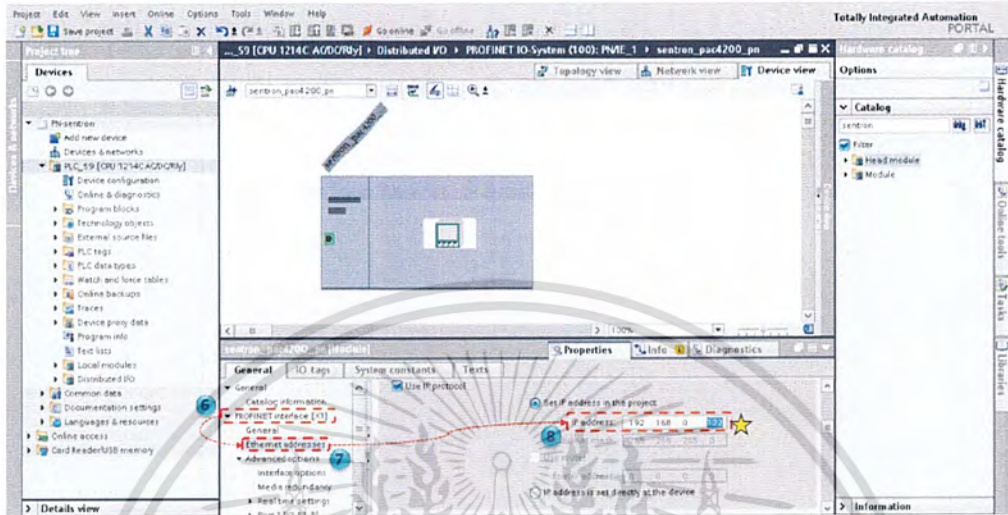 Project Edit View Insert Online Options Tools Window Help
Totally Integrated Automation
PORTAL
Save project
Go online
Go offline
Project tree
..._59 [CPU 1214C AC/DC/Rly] ▸ Distributed I/O ▸ PROFINET IO-System (100): PN/IE_1 ▸ sentron_pac4200_pn
Hardware catalog
Devices
Topology view
Network view
Device view
Options
sentron_pac4200_pn
Catalog
sentron
Filter
Head module
Module
PN-sentron
Add new device
Devices & networks
PLC_59 [CPU 1214C AC/DC/Rly]
Device configuration
Online & diagnostics
Program blocks
Technology objects
External source files
PLC tags
PLC data types
Watch and force tables
Online backups
Traces
Device proxy data
Program info
Text lists
Local modules
Distributed I/O
Common data
Documentation settings
Languages & resources
Online access
Card Reader/USB memory
Details view
Devices & networks
100%
sentron_pac4200_pn [Module]
Properties
Info
Diagnostics
General
IO tags
System constants
Texts
General
Catalog information
6
PROFINET interface [X1]
General
Ethernet addresses
7
Advanced options
Interface options
Media redundancy
Real time settings
Use IP protocol
Set IP address in the project
8
IP address: 192 . 168 . 0
IP address is set directly at the device
Information
Hardware catalog
Online tools
Tasks
Libraries